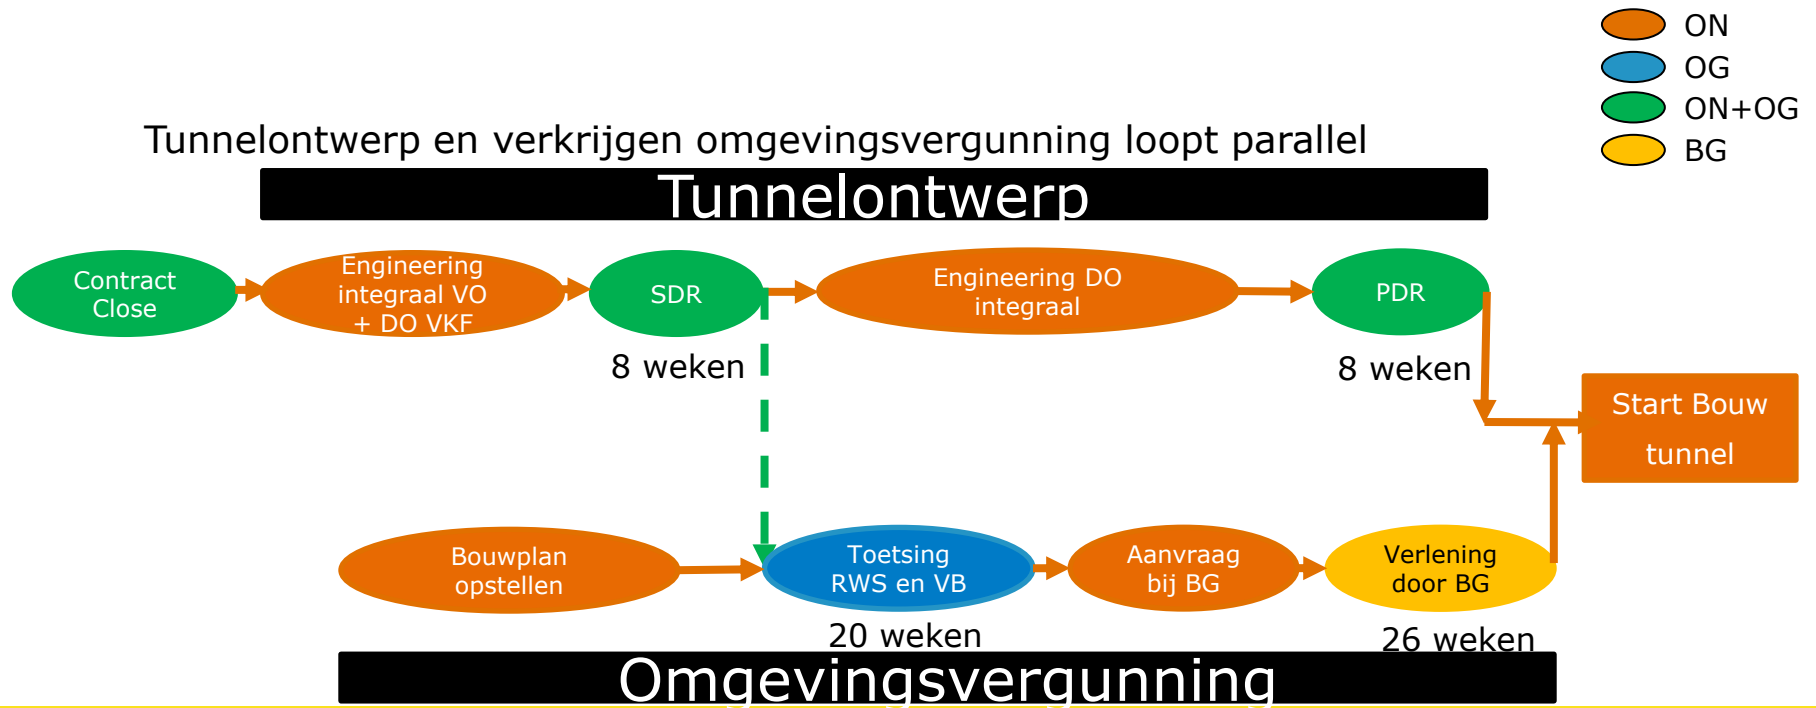 ON
OG
ON+OG
BG
Tunnelontwerp en verkrijgen omgevingsvergunning loopt parallel
Tunnelontwerp
Contract
Close
Engineering
integraal VO
+ DO VKF
SDR
Engineering DO
integraal
PDR
8 weken
8 weken
Start Bouw
tunnel
Bouwplan
opstellen
Toetsing
RWS en VB
Aanvraag
bij BG
Verlening
door BG
20 weken
26 weken
Omgevingsvergunning